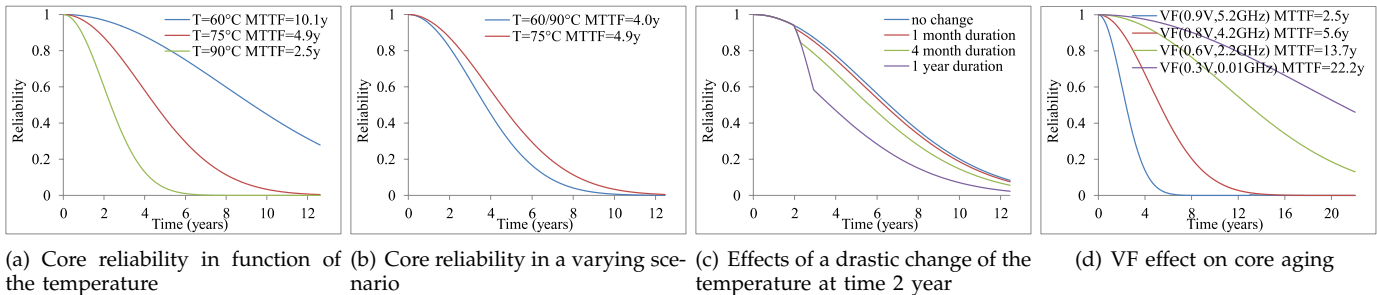 T=60°C MTTF=10.1y
T=75°C MTTF=4.9y
T=90°C MTTF=2.5y
Reliability
1
0.8
0.6
0.4
0.2
0
0 2 4 6 8 10 12
Time (years)
(a) Core reliability in function of
the temperature
T=60/90°C MTTF=4.0y
T=75°C MTTF=4.9y
Reliability
1
0.8
0.6
0.4
0.2
0
0 2 4 6 8 10 12
Time (years)
(b) Core reliability in a varying sce-
nario
no change
1 month duration
4 month duration
1 year duration
Reliability
1
0.8
0.6
0.4
0.2
0
0 2 4 6 8 10 12
Time (years)
(c) Effects of a drastic change of the
temperature at time 2 year
VF(0.9V,5.2GHz) MTTF=2.5y
VF(0.8V,4.2GHz) MTTF=5.6y
VF(0.6V,2.2GHz) MTTF=13.7y
VF(0.3V,0.01GHz) MTTF=22.2y
Reliability
1
0.8
0.6
0.4
0.2
0
0 4 8 12 16 20
Time (years)
(d) VF effect on core aging